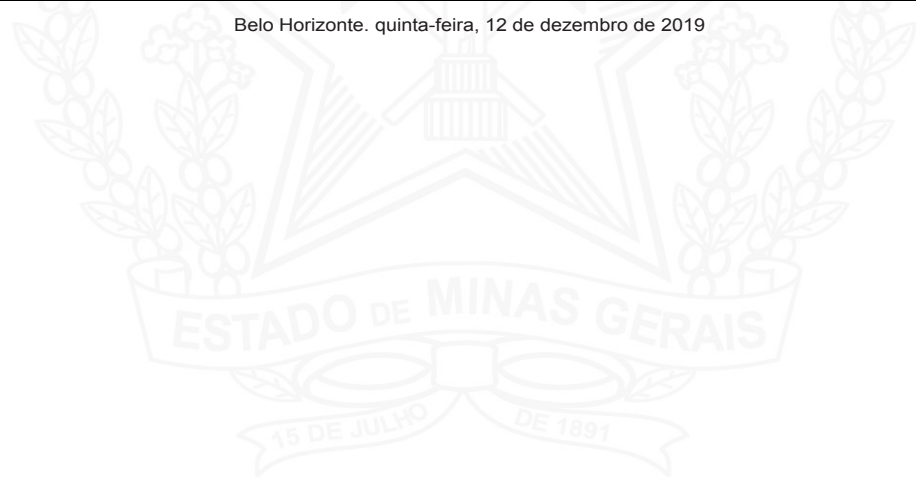 Belo Horizonte. quinta-feira, 12 de dezembro de 2019
ESTADO DE MINAS GERAIS
15 DE JULHO DE 1891